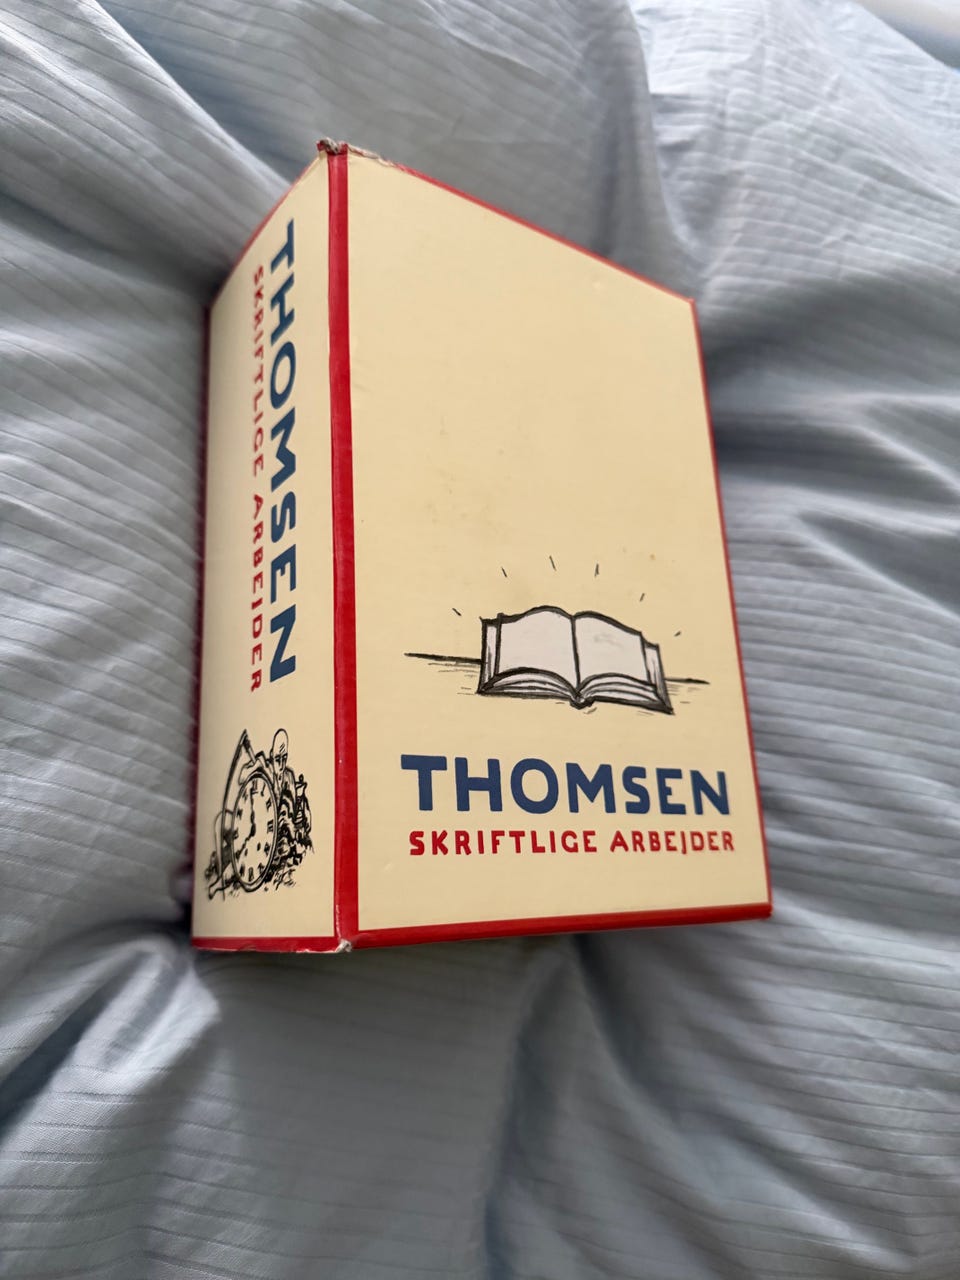 THOMSEN
SKRIFTLIGE ARBEJDER
THOMSEN
SKRIFTLIGE ARBEJDER